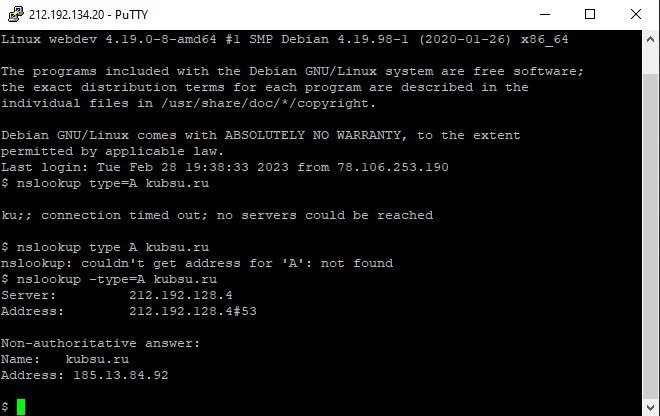 212.192.134.20 - PuTTY
Linux webdev 4.19.0-8-amd64 #1 SMP Debian 4.19.98-1 (2020-01-26) x86_64
The programs included with the Debian GNU/Linux system are free software;
the exact distribution terms for each program are described in the
individual files in /usr/share/doc/*/copyright.
Debian GNU/Linux comes with ABSOLUTELY NO WARRANTY, to the extent
permitted by applicable law.
Last login: Tue Feb 28 19:38:33 2023 from 78.106.253.190
$ nslookup type=A kubsu.ru
ku;; connection timed out; no servers could be reached
$ nslookup type A kubsu.ru
nslookup: couldn't get address for 'A': not found
$ nslookup -type=A kubsu.ru
Server:         212.192.128.4
Address:        212.192.128.4#53
Non-authoritative answer:
Name:   kubsu.ru
Address: 185.13.84.92
$